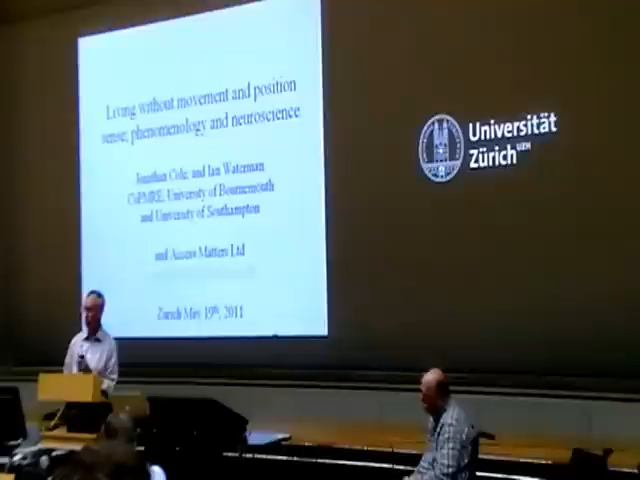 Living without movement and position
sense; phenomenology and neuroscience
Jonathan Cole, and Ian Waterman
CoPMRE, University of Bournemouth
and University of Southampton
and Access Matters Ltd
Zurich May 19th, 2011
Universität
Zürich UZH